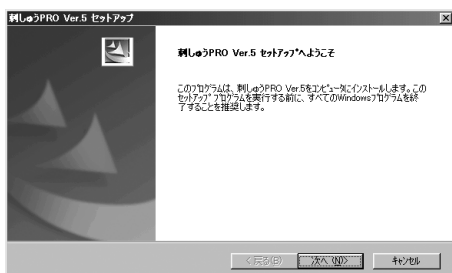 刺しゅうPRO Ver.5 セットアップ
刺しゅうPRO Ver.5 ｾｯﾄｱｯﾌﾟへようこそ
このﾌﾟﾛｸﾞﾗﾑは、刺しゅうPRO Ver.5をｺﾝﾋﾟｭｰﾀにｲﾝｽﾄｰﾙします。この
ｾｯﾄｱｯﾌﾟ ﾌﾟﾛｸﾞﾗﾑを実行する前に、すべてのWindowsﾌﾟﾛｸﾞﾗﾑを終
了することを推奨します。
< 戻る(B) 次へ (N)> ｷｬﾝｾﾙ